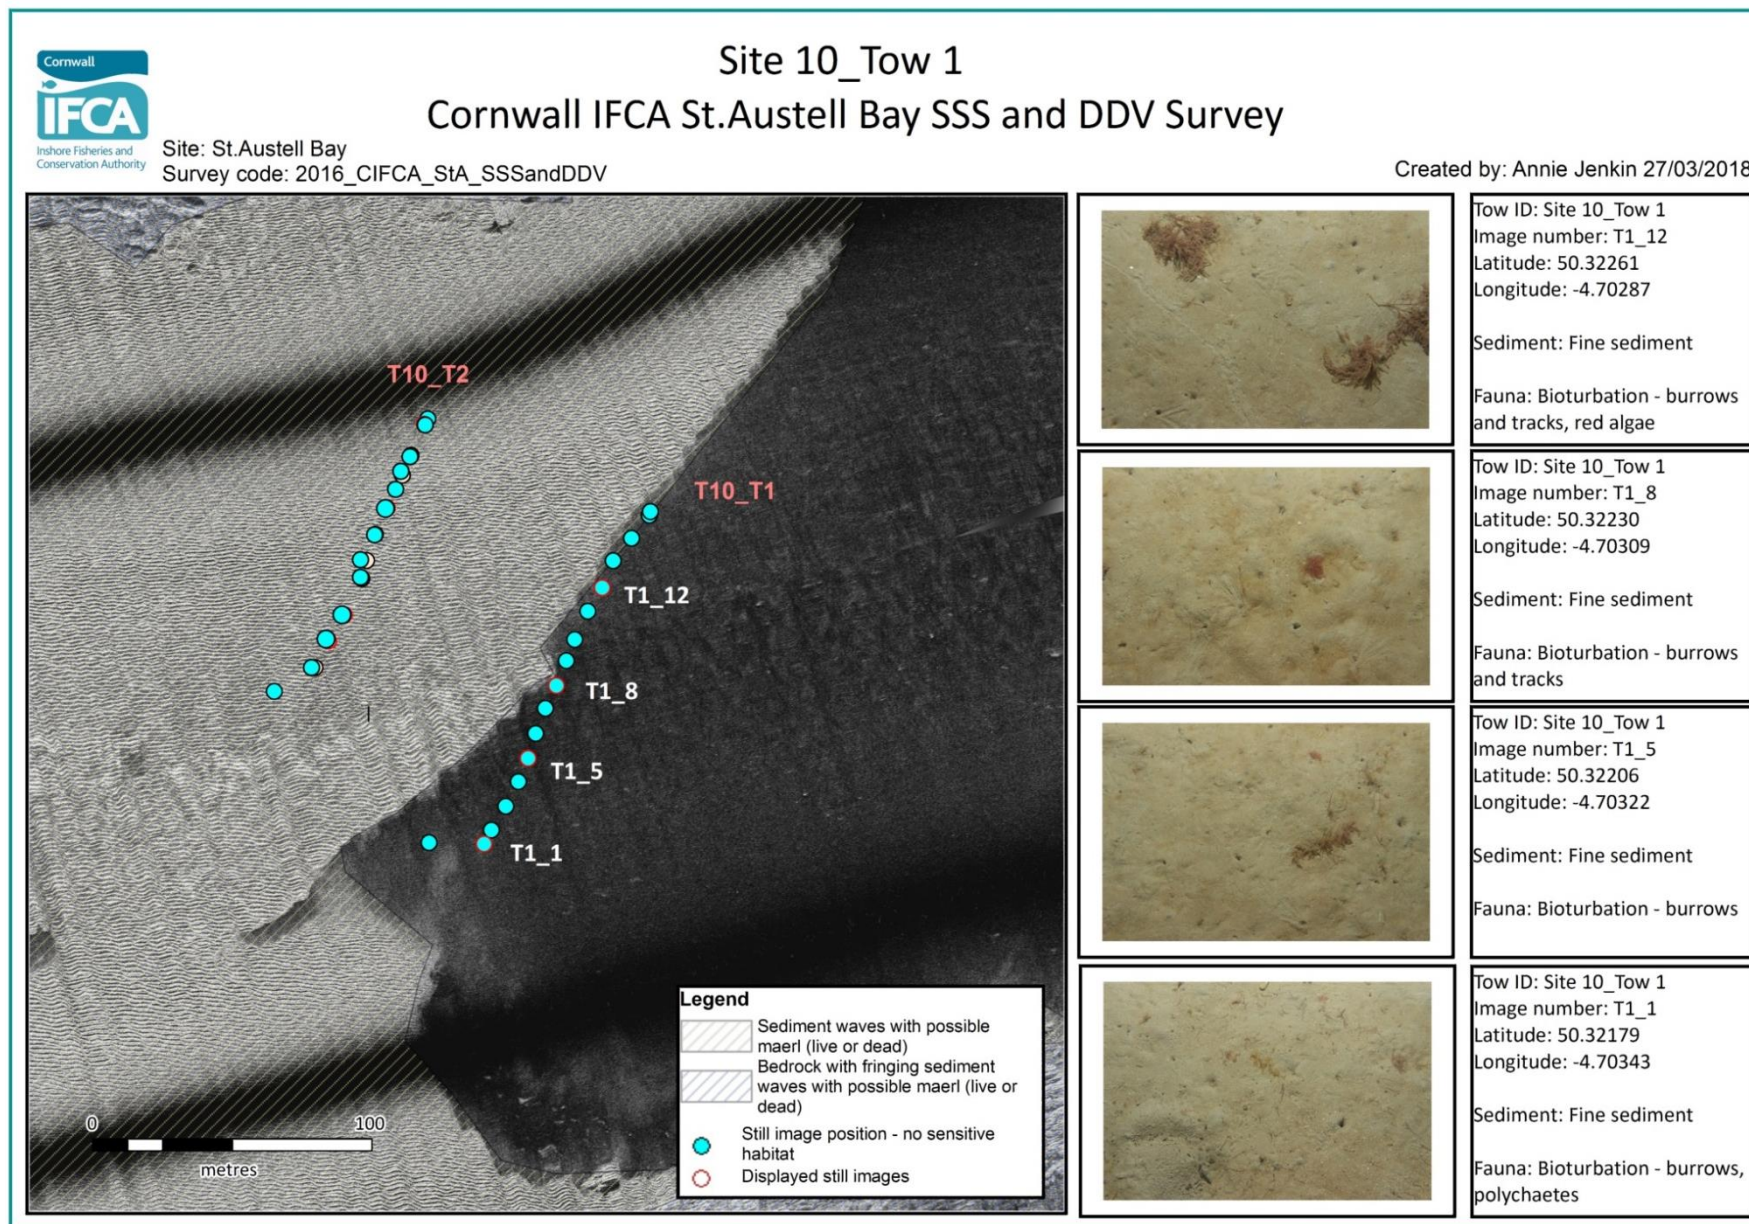 Site 10_Tow 1
Cornwall IFCA St.Austell Bay SSS and DDV Survey
Cornwall
IFCA
Inshore Fisheries and
Conservation Authority
Site: St.Austell Bay
Survey code: 2016_CIFCA_StA_SSSandDDV
Created by: Annie Jenkin 27/03/2018
T10_T2
T10_T1
T1_12
T1_8
T1_5
T1_1
Legend
Sediment waves with possible
maerl (live or dead)
Bedrock with fringing sediment
waves with possible maerl (live or
dead)
Still image position - no sensitive
habitat
Displayed still images
0 100
metres
Tow ID: Site 10_Tow 1
Image number: T1_12
Latitude: 50.32261
Longitude: -4.70287
Sediment: Fine sediment
Fauna: Bioturbation - burrows
and tracks, red algae
Tow ID: Site 10_Tow 1
Image number: T1_8
Latitude: 50.32230
Longitude: -4.70309
Sediment: Fine sediment
Fauna: Bioturbation - burrows
and tracks
Tow ID: Site 10_Tow 1
Image number: T1_5
Latitude: 50.32206
Longitude: -4.70322
Sediment: Fine sediment
Fauna: Bioturbation - burrows
Tow ID: Site 10_Tow 1
Image number: T1_1
Latitude: 50.32179
Longitude: -4.70343
Sediment: Fine sediment
Fauna: Bioturbation - burrows,
polychaetes